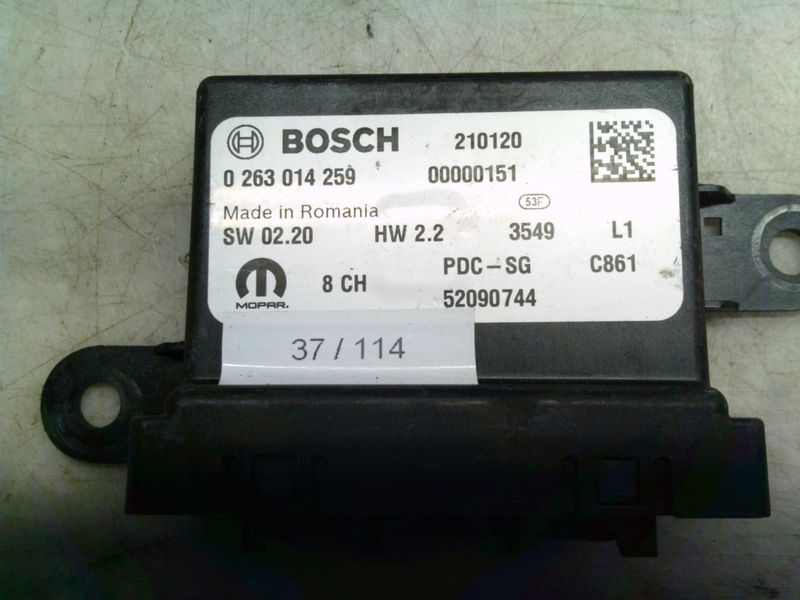 BOSCH 210120
0 263 014 259 00000151
Made in Romania 53F
SW 02.20 HW 2.2 3549 L1
MOPAR. 8 CH PDC-SG C861
52090744
37 / 114